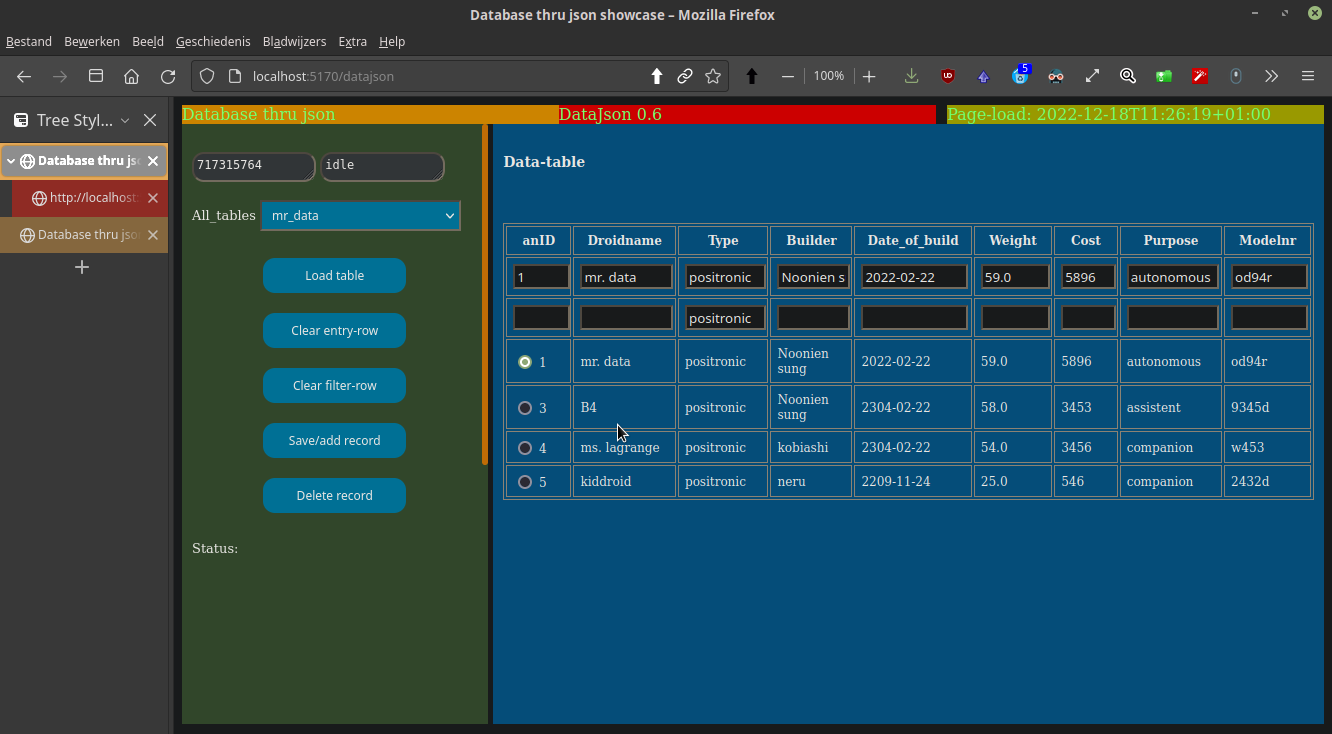 Database thru json showcase – Mozilla Firefox
Bestand Bewerken Beeld Geschiedenis Bladwijzers Extra Help
localhost:5170/datajson 100% 5
Tree Styl...
Database thru js
http://localhost.
Database thru jso
Database thru json DataJson 0.6 Page-load: 2022-12-18T11:26:19+01:00
717315764 idle
All_tables mr_data
Load table
Clear entry-row
Clear filter-row
Save/add record
Delete record
Status:
Data-table
anID Droidname Type Builder Date_of_build Weight Cost Purpose Modelnr
1 mr. data positronic Noonien s 2022-02-22 59.0 5896 autonomous od94r
positronic
1 mr. data positronic Noonien sung 2022-02-22 59.0 5896 autonomous od94r
3 B4 positronic Noonien sung 2304-02-22 58.0 3453 assistent 9345d
4 ms. lagrange positronic kobiashi 2304-02-22 54.0 3456 companion w453
5 kiddroid positronic neru 2209-11-24 25.0 546 companion 2432d